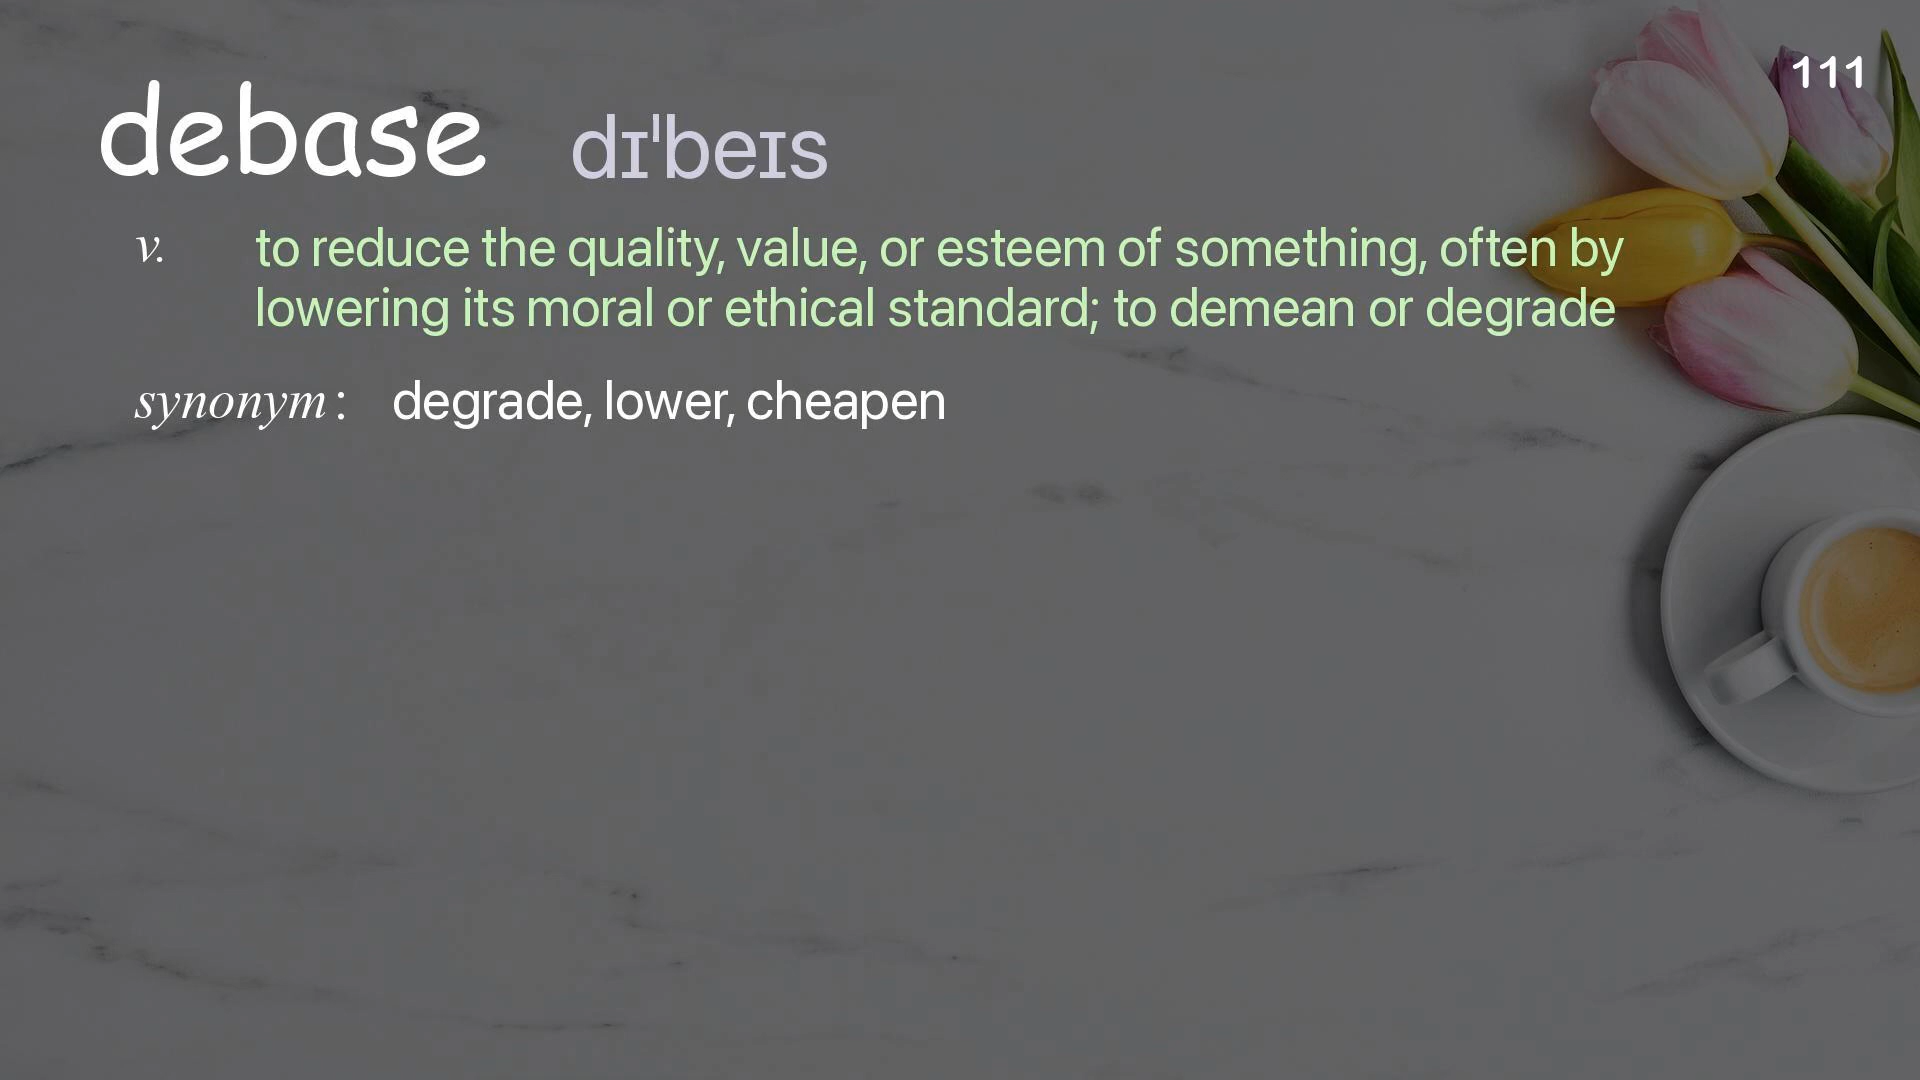 111
debase dɪˈbeɪs
v. to reduce the quality, value, or esteem of something, often by
lowering its moral or ethical standard; to demean or degrade
synonym: degrade, lower, cheapen